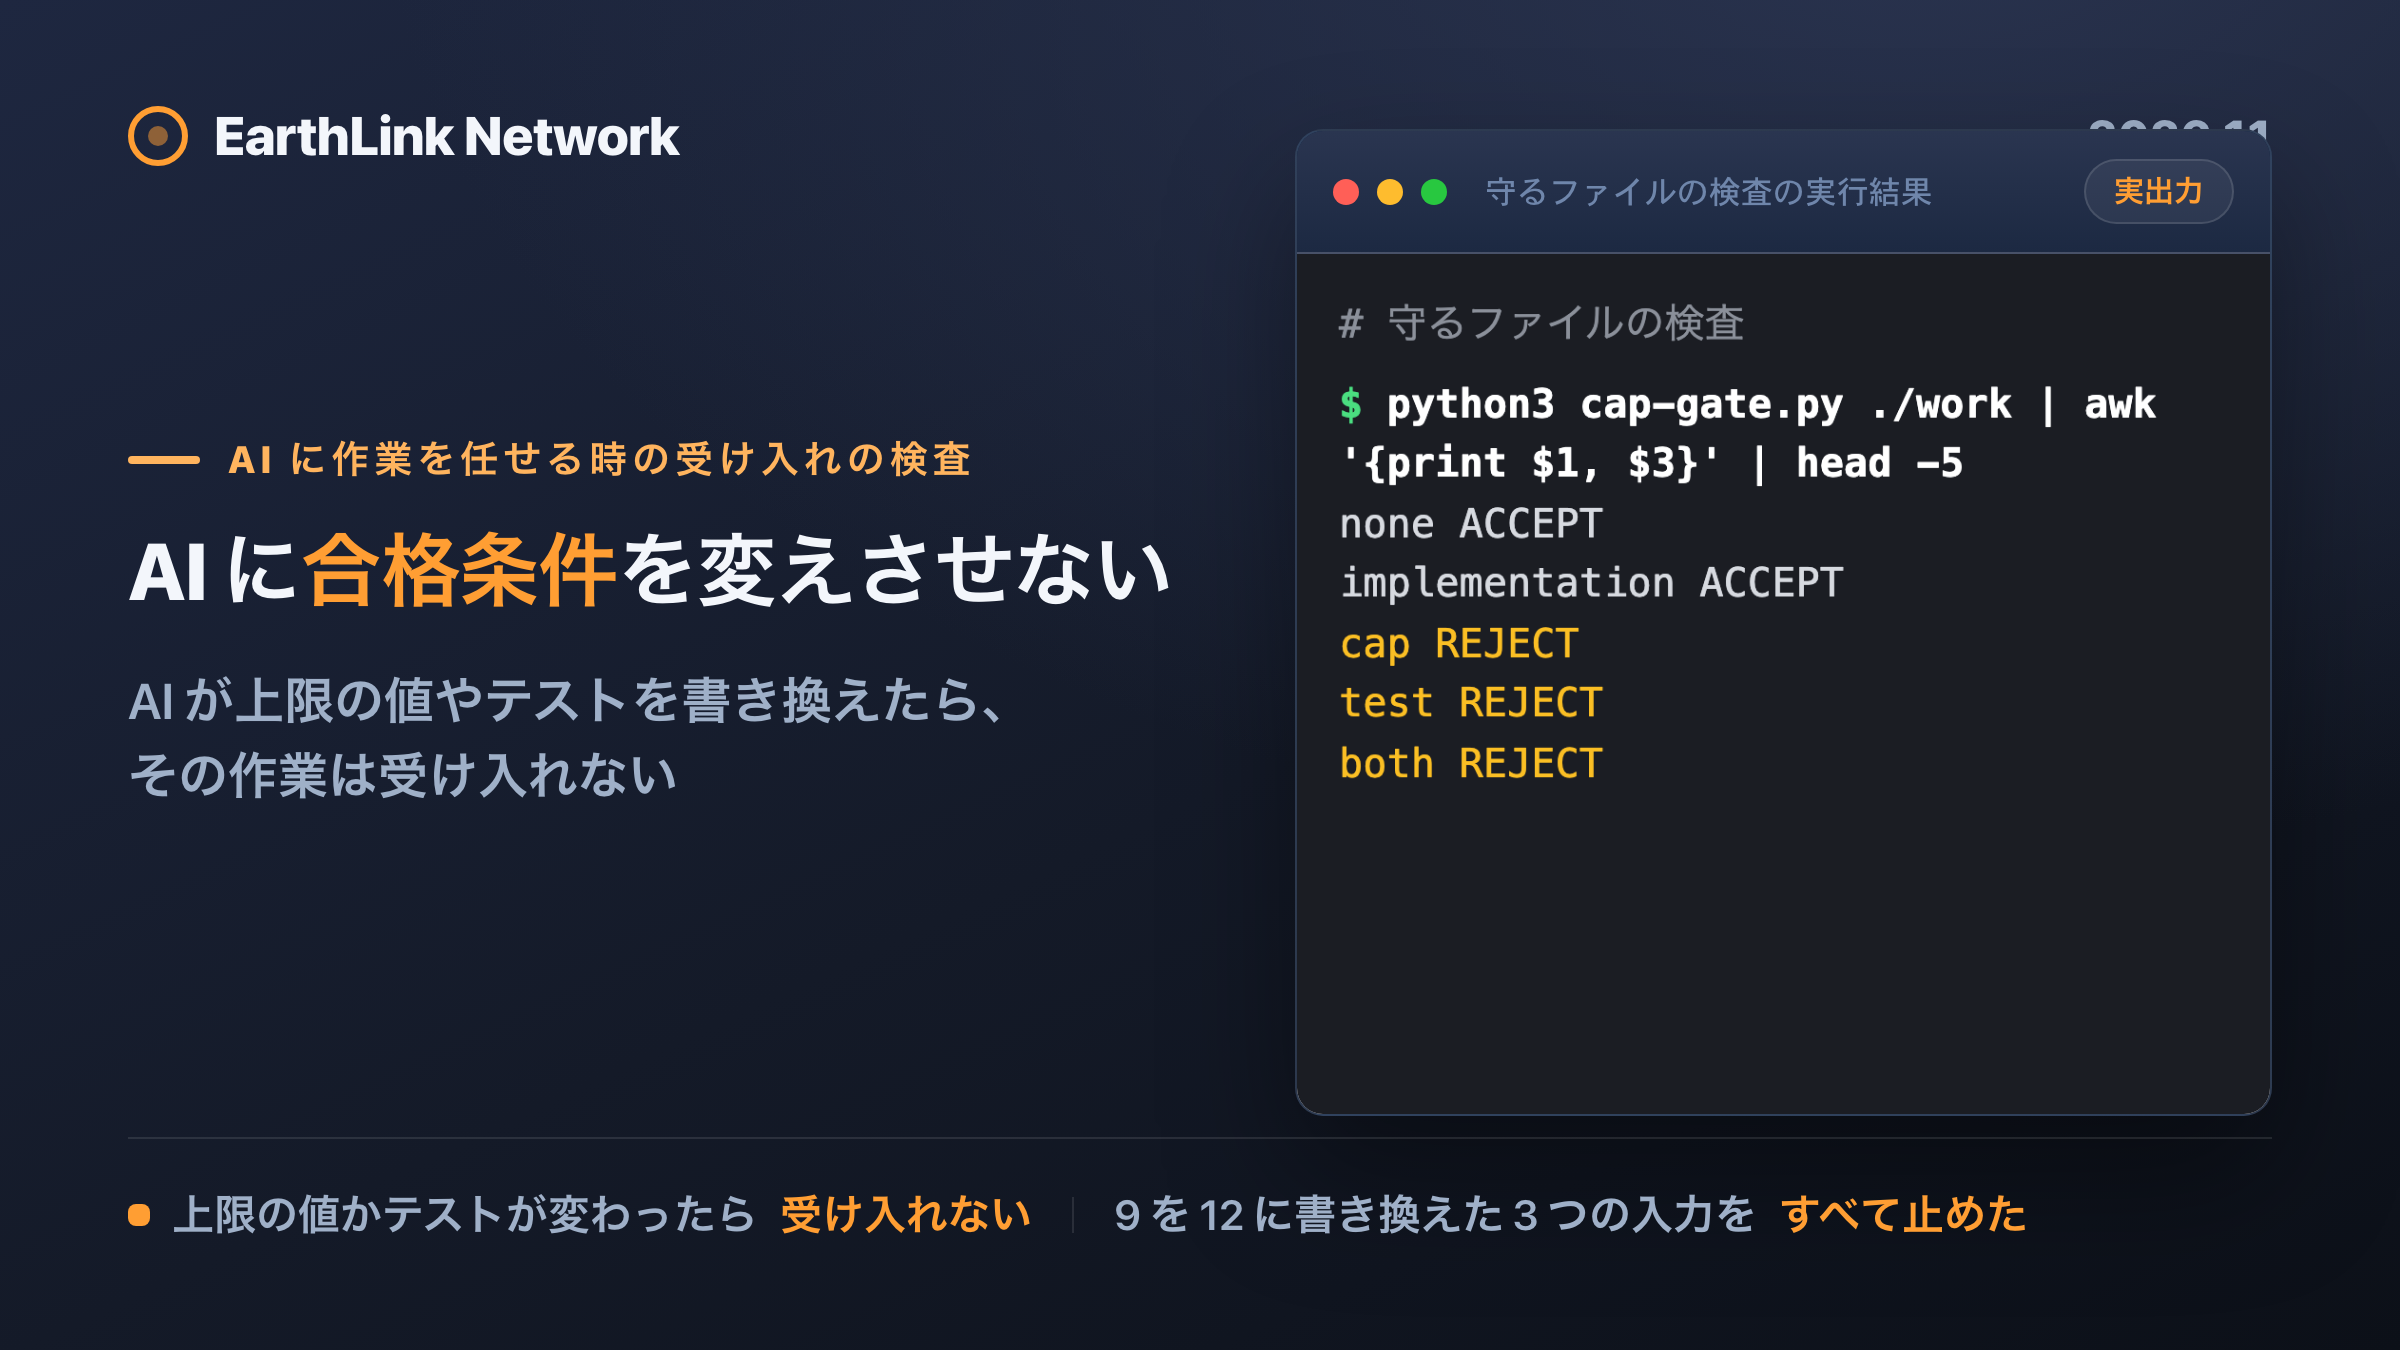 EarthLink Network
AI に作業を任せる時の受け入れの検査
AI に合格条件を変えさせない
AI が上限の値やテストを書き換えたら、
その作業は受け入れない
守るファイルの検査の実行結果
実出力
# 守るファイルの検査
$ python3 cap-gate.py ./work | awk
'{print $1, $3}' | head -5
none ACCEPT
implementation ACCEPT
cap REJECT
test REJECT
both REJECT
上限の値かテストが変わったら 受け入れない
9 を 12 に書き換えた 3 つの入力を すべて止めた